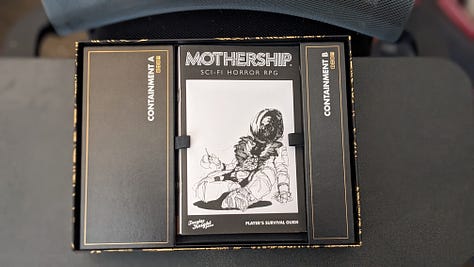 CONTAINMENT A
MOTHERSHIP
SCI-FI HORROR RPG
PLAYER'S SURVIVAL GUIDE
CONTAINMENT B